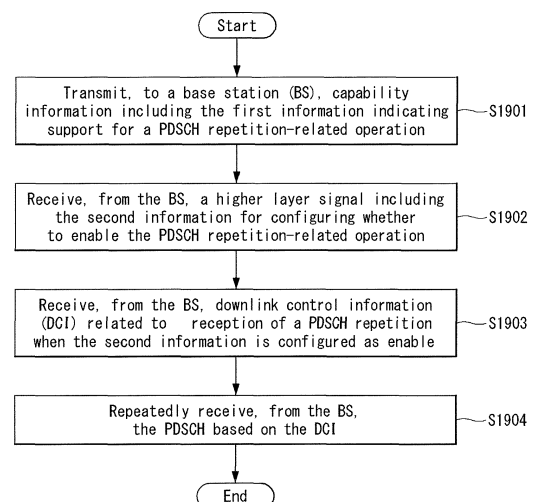 Start
Transmit, to a base station (BS), capability
information including the first information indicating
support for a PDSCH repetition-related operation
S1901
Receive, from the BS, a higher layer signal including
the second information for configuring whether
to enable the PDSCH repetition-related operation
S1902
Receive, from the BS, downlink control information
(DCI) related to reception of a PDSCH repetition
when the second information is configured as enable
S1903
Repeatedly receive, from the BS,
the PDSCH based on the DCI
S1904
End